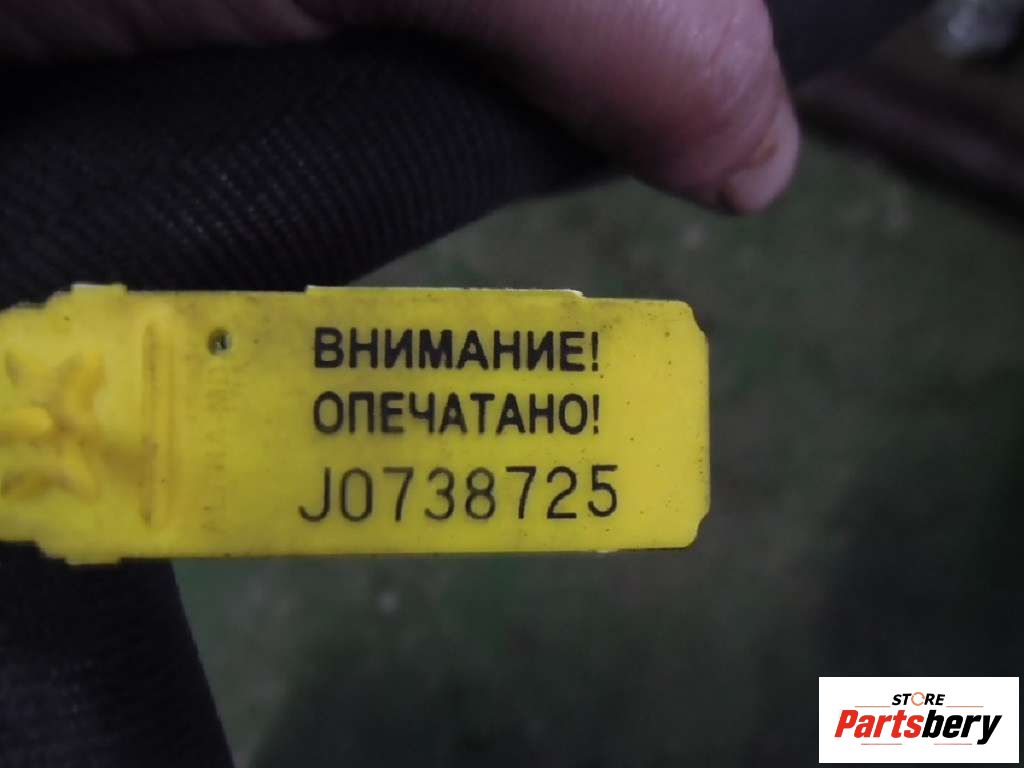 ВНИМАНИЕ!
ОПЕЧАТАНО!
J0738725
STORE
Partsbery